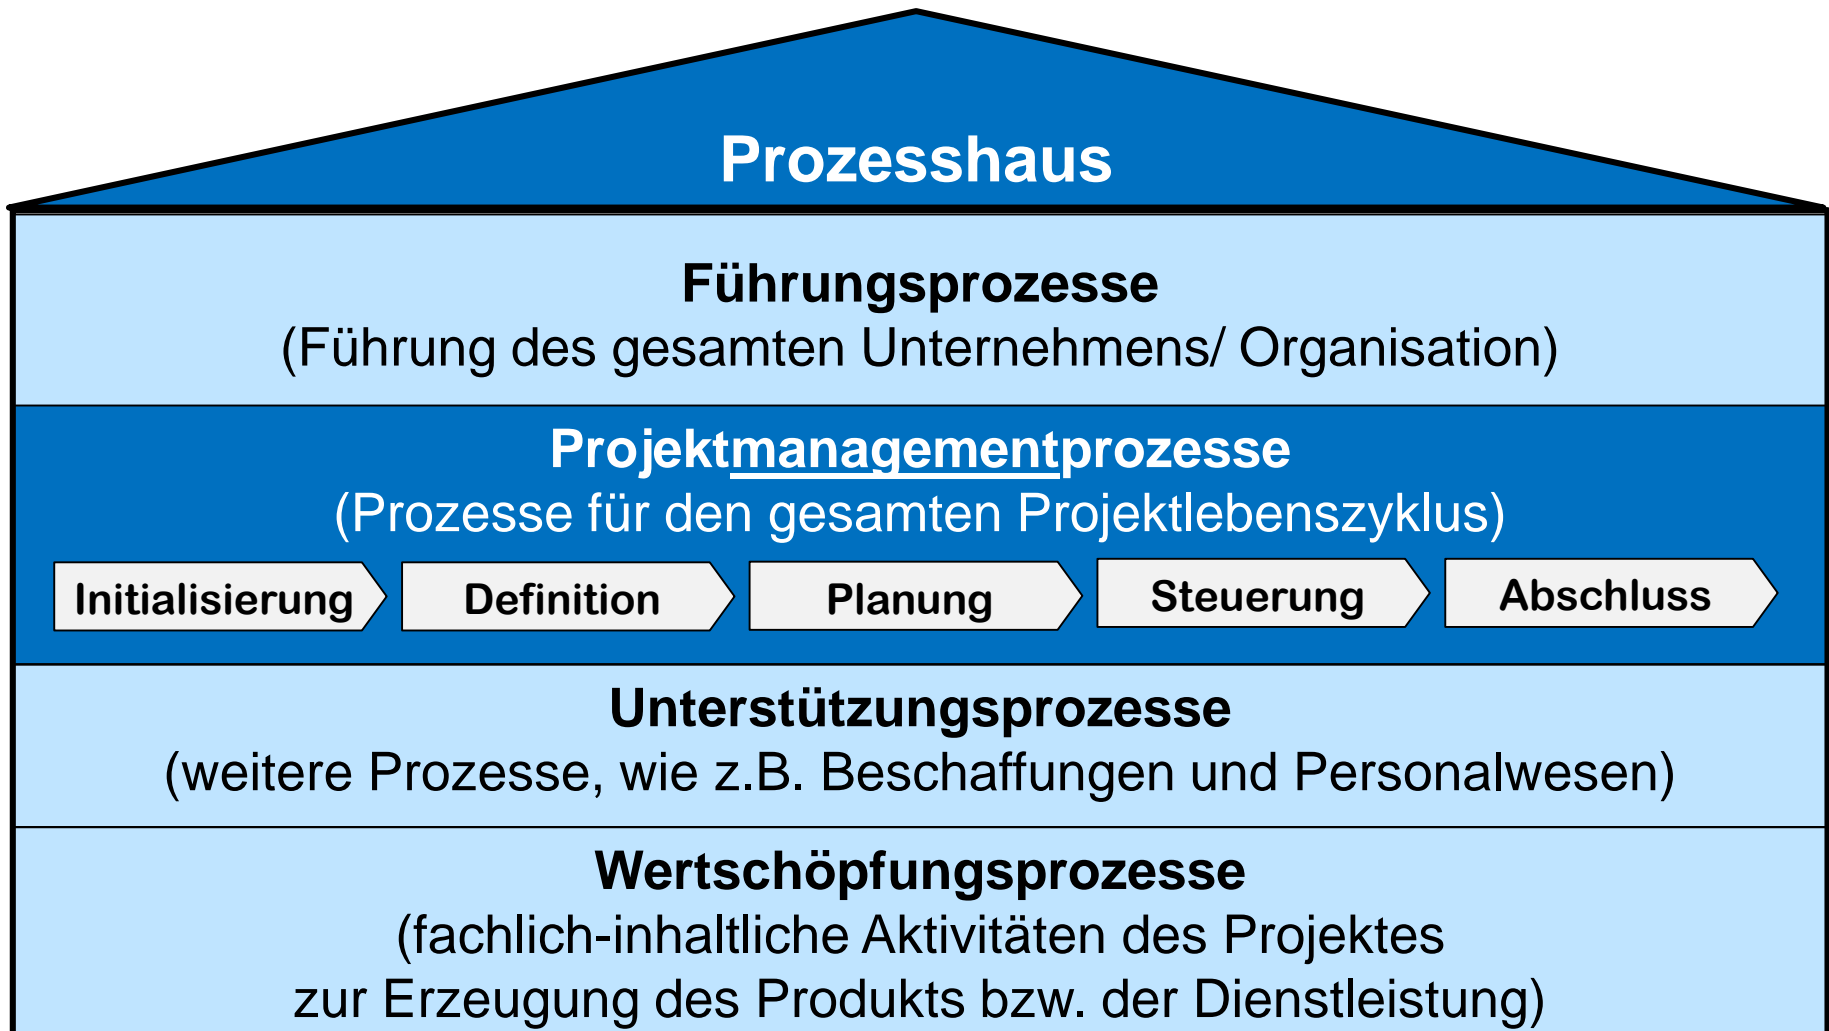 Prozesshaus
Führungsprozesse
(Führung des gesamten Unternehmens/ Organisation)
Projektmanagementprozesse
(Prozesse für den gesamten Projektlebenszyklus)
Initialisierung
Definition
Planung
Steuerung
Abschluss
Unterstützungsprozesse
(weitere Prozesse, wie z.B. Beschaffungen und Personalwesen)
Wertschöpfungsprozesse
(fachlich-inhaltliche Aktivitäten des Projektes
zur Erzeugung des Produkts bzw. der Dienstleistung)